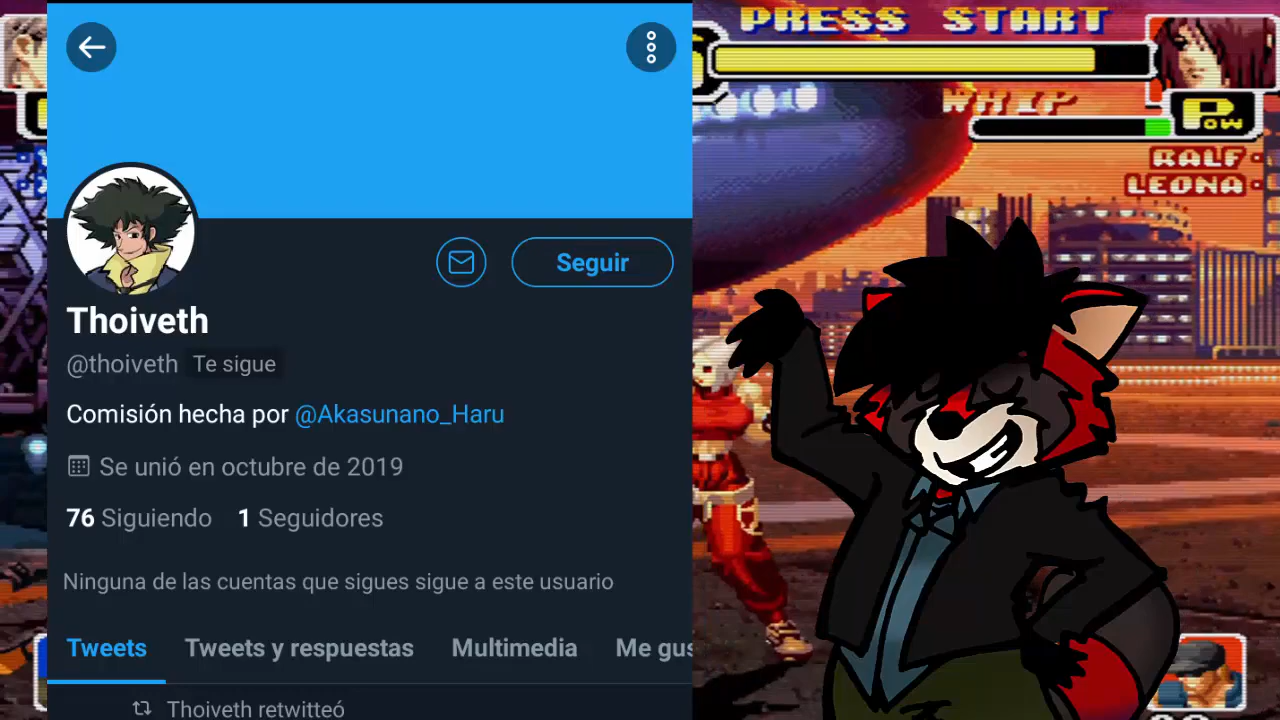 PRESS START
WHIP
POW
RALF
LEONA
Seguir
Thoiveth
@thoiveth Te sigue
Comisión hecha por @Akasunano_Haru
Se unió en octubre de 2019
76 Siguiendo 1 Seguidores
Ninguna de las cuentas que sigues sigue a este usuario
Tweets Tweets y respuestas Multimedia Me gus
Thoiveth retwitteó